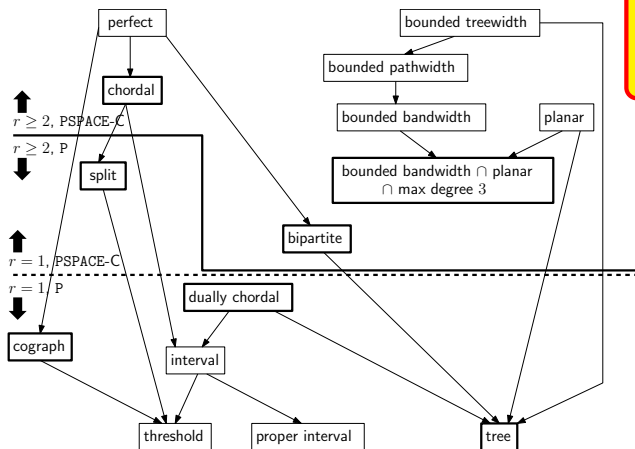 perfect
bounded treewidth
bounded pathwidth
chordal
bounded bandwidth
planar
r ≥ 2, PSPACE-C
r ≥ 2, P
split
bounded bandwidth ∩ planar
∩ max degree 3
bipartite
r = 1, PSPACE-C
r = 1, P
dually chordal
cograph
interval
threshold
proper interval
tree